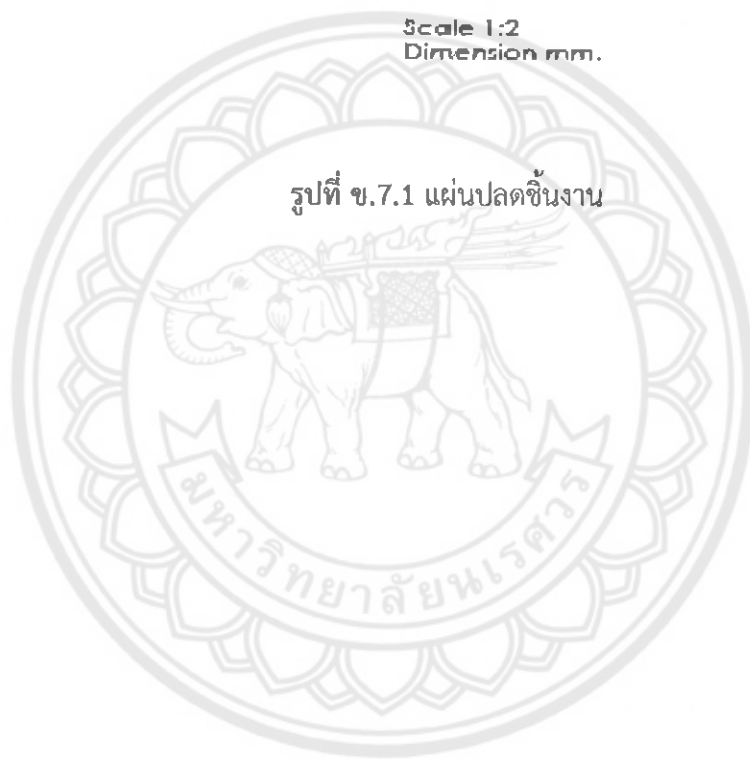 Scale 1:2
Dimension mm.
รูปที่ ข.7.1 แผ่นปลดชิ้นงาน
มหาวิทยาลัยนเรศวร